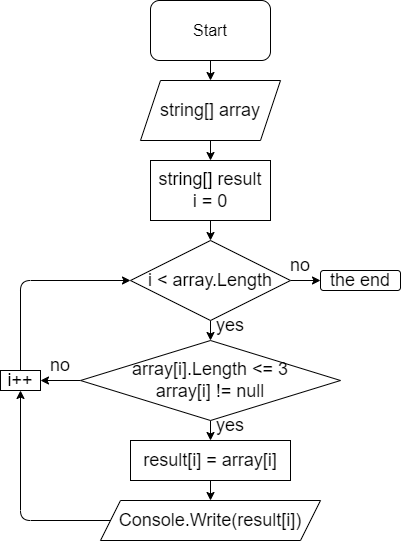 Start
string[] array
string[] result
i = 0
i < array.Length
no
the end
yes
array[i].Length <= 3
array[i] != null
no
i++
yes
result[i] = array[i]
Console.Write(result[i])